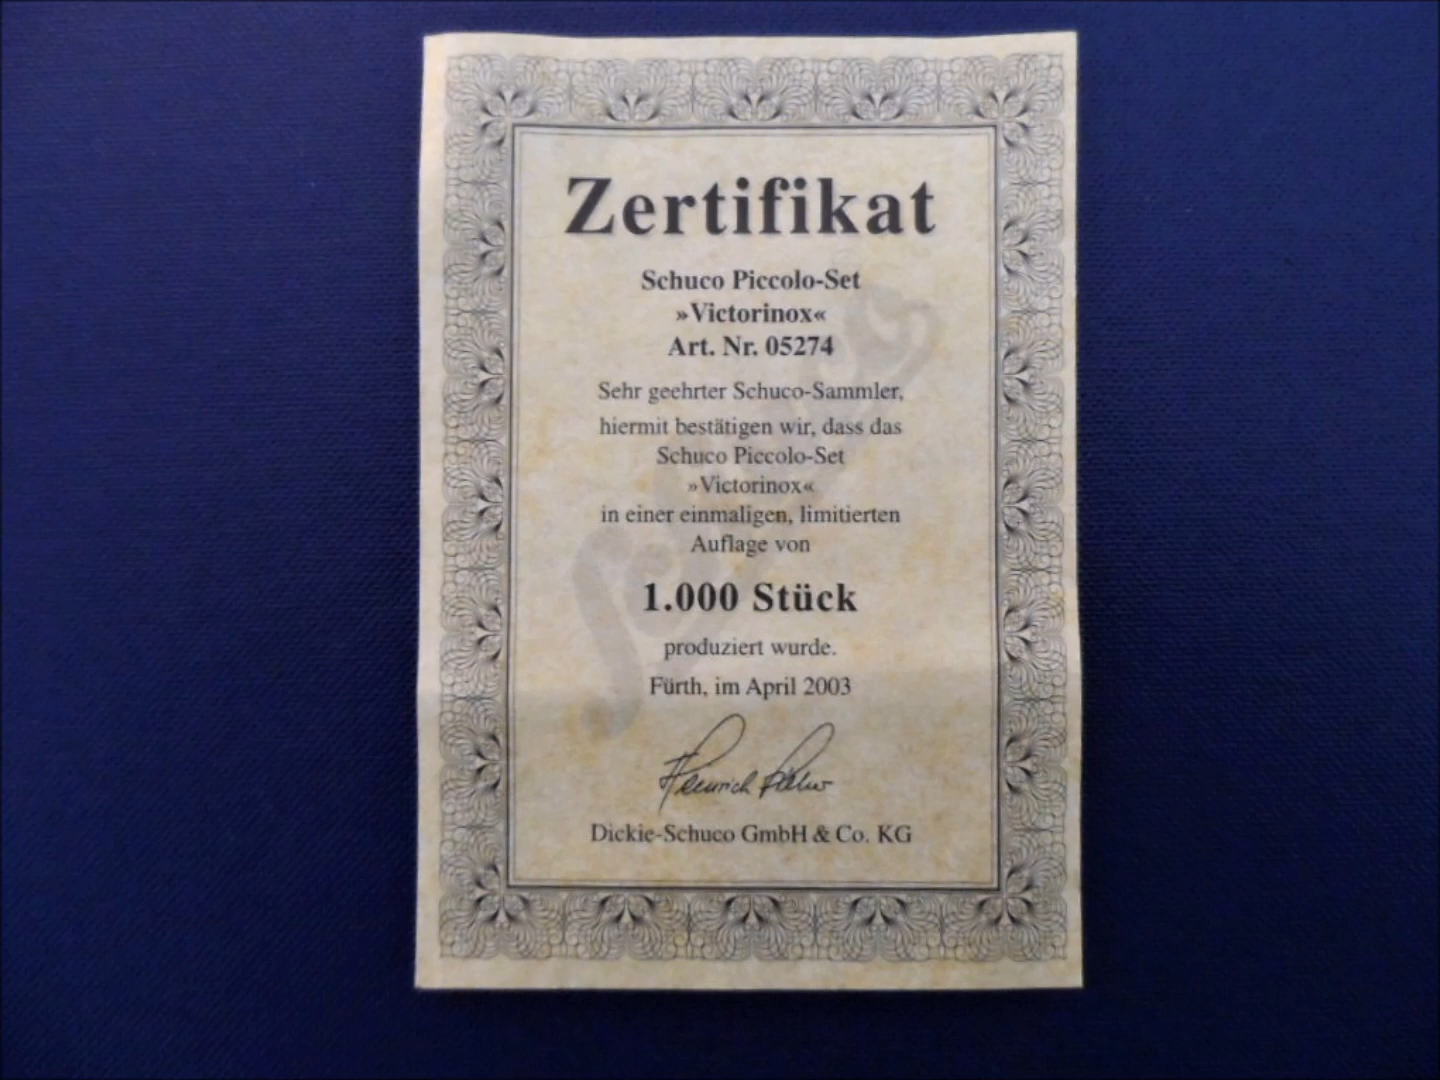 Zertifikat
Schuco Piccolo-Set
»Victorinox«
Art. Nr. 05274
Sehr geehrter Schuco-Sammler,
hiermit bestätigen wir, dass das
Schuco Piccolo-Set
»Victorinox«
in einer einmaligen, limitierten
Auflage von
1.000 Stück
produziert wurde.
Fürth, im April 2003
Heinrich
Dickie-Schuco GmbH & Co. KG
Schuco